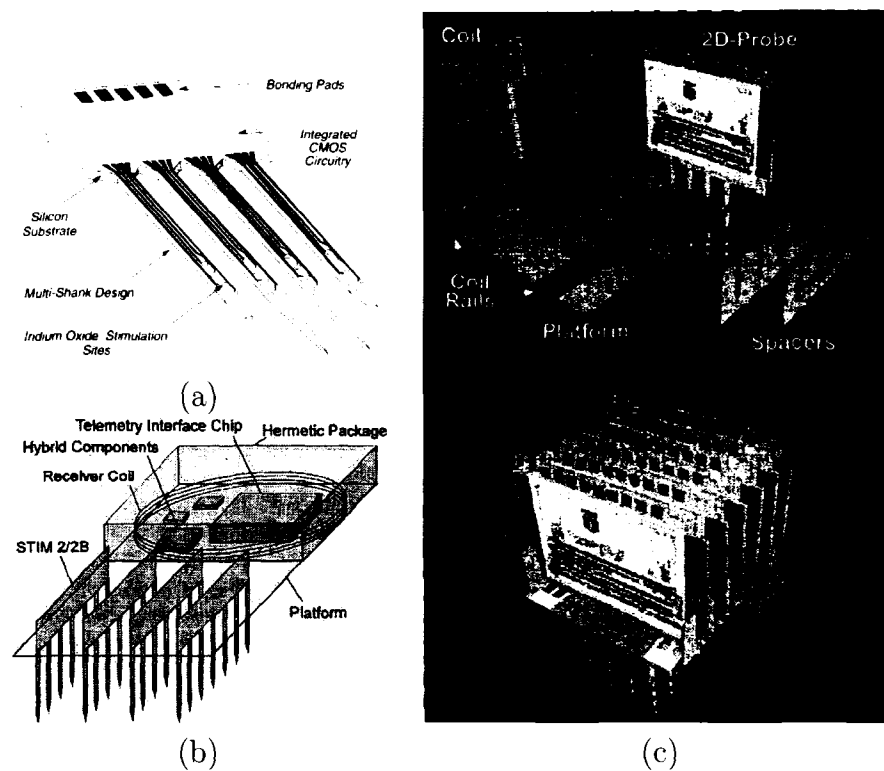 Bonding Pads
Integrated
CMOS
Circuitry
Silicon
Substrate
Multi-Shank Design
Iridium Oxide Stimulation
Sites
(a)
Telemetry Interface Chip
Hermetic Package
Hybrid Components
Receiver Coil
STIM 2/2B
Platform
(b)
Coil
2D-Probe
Coil
Rails
Platform
Spacers
(c)